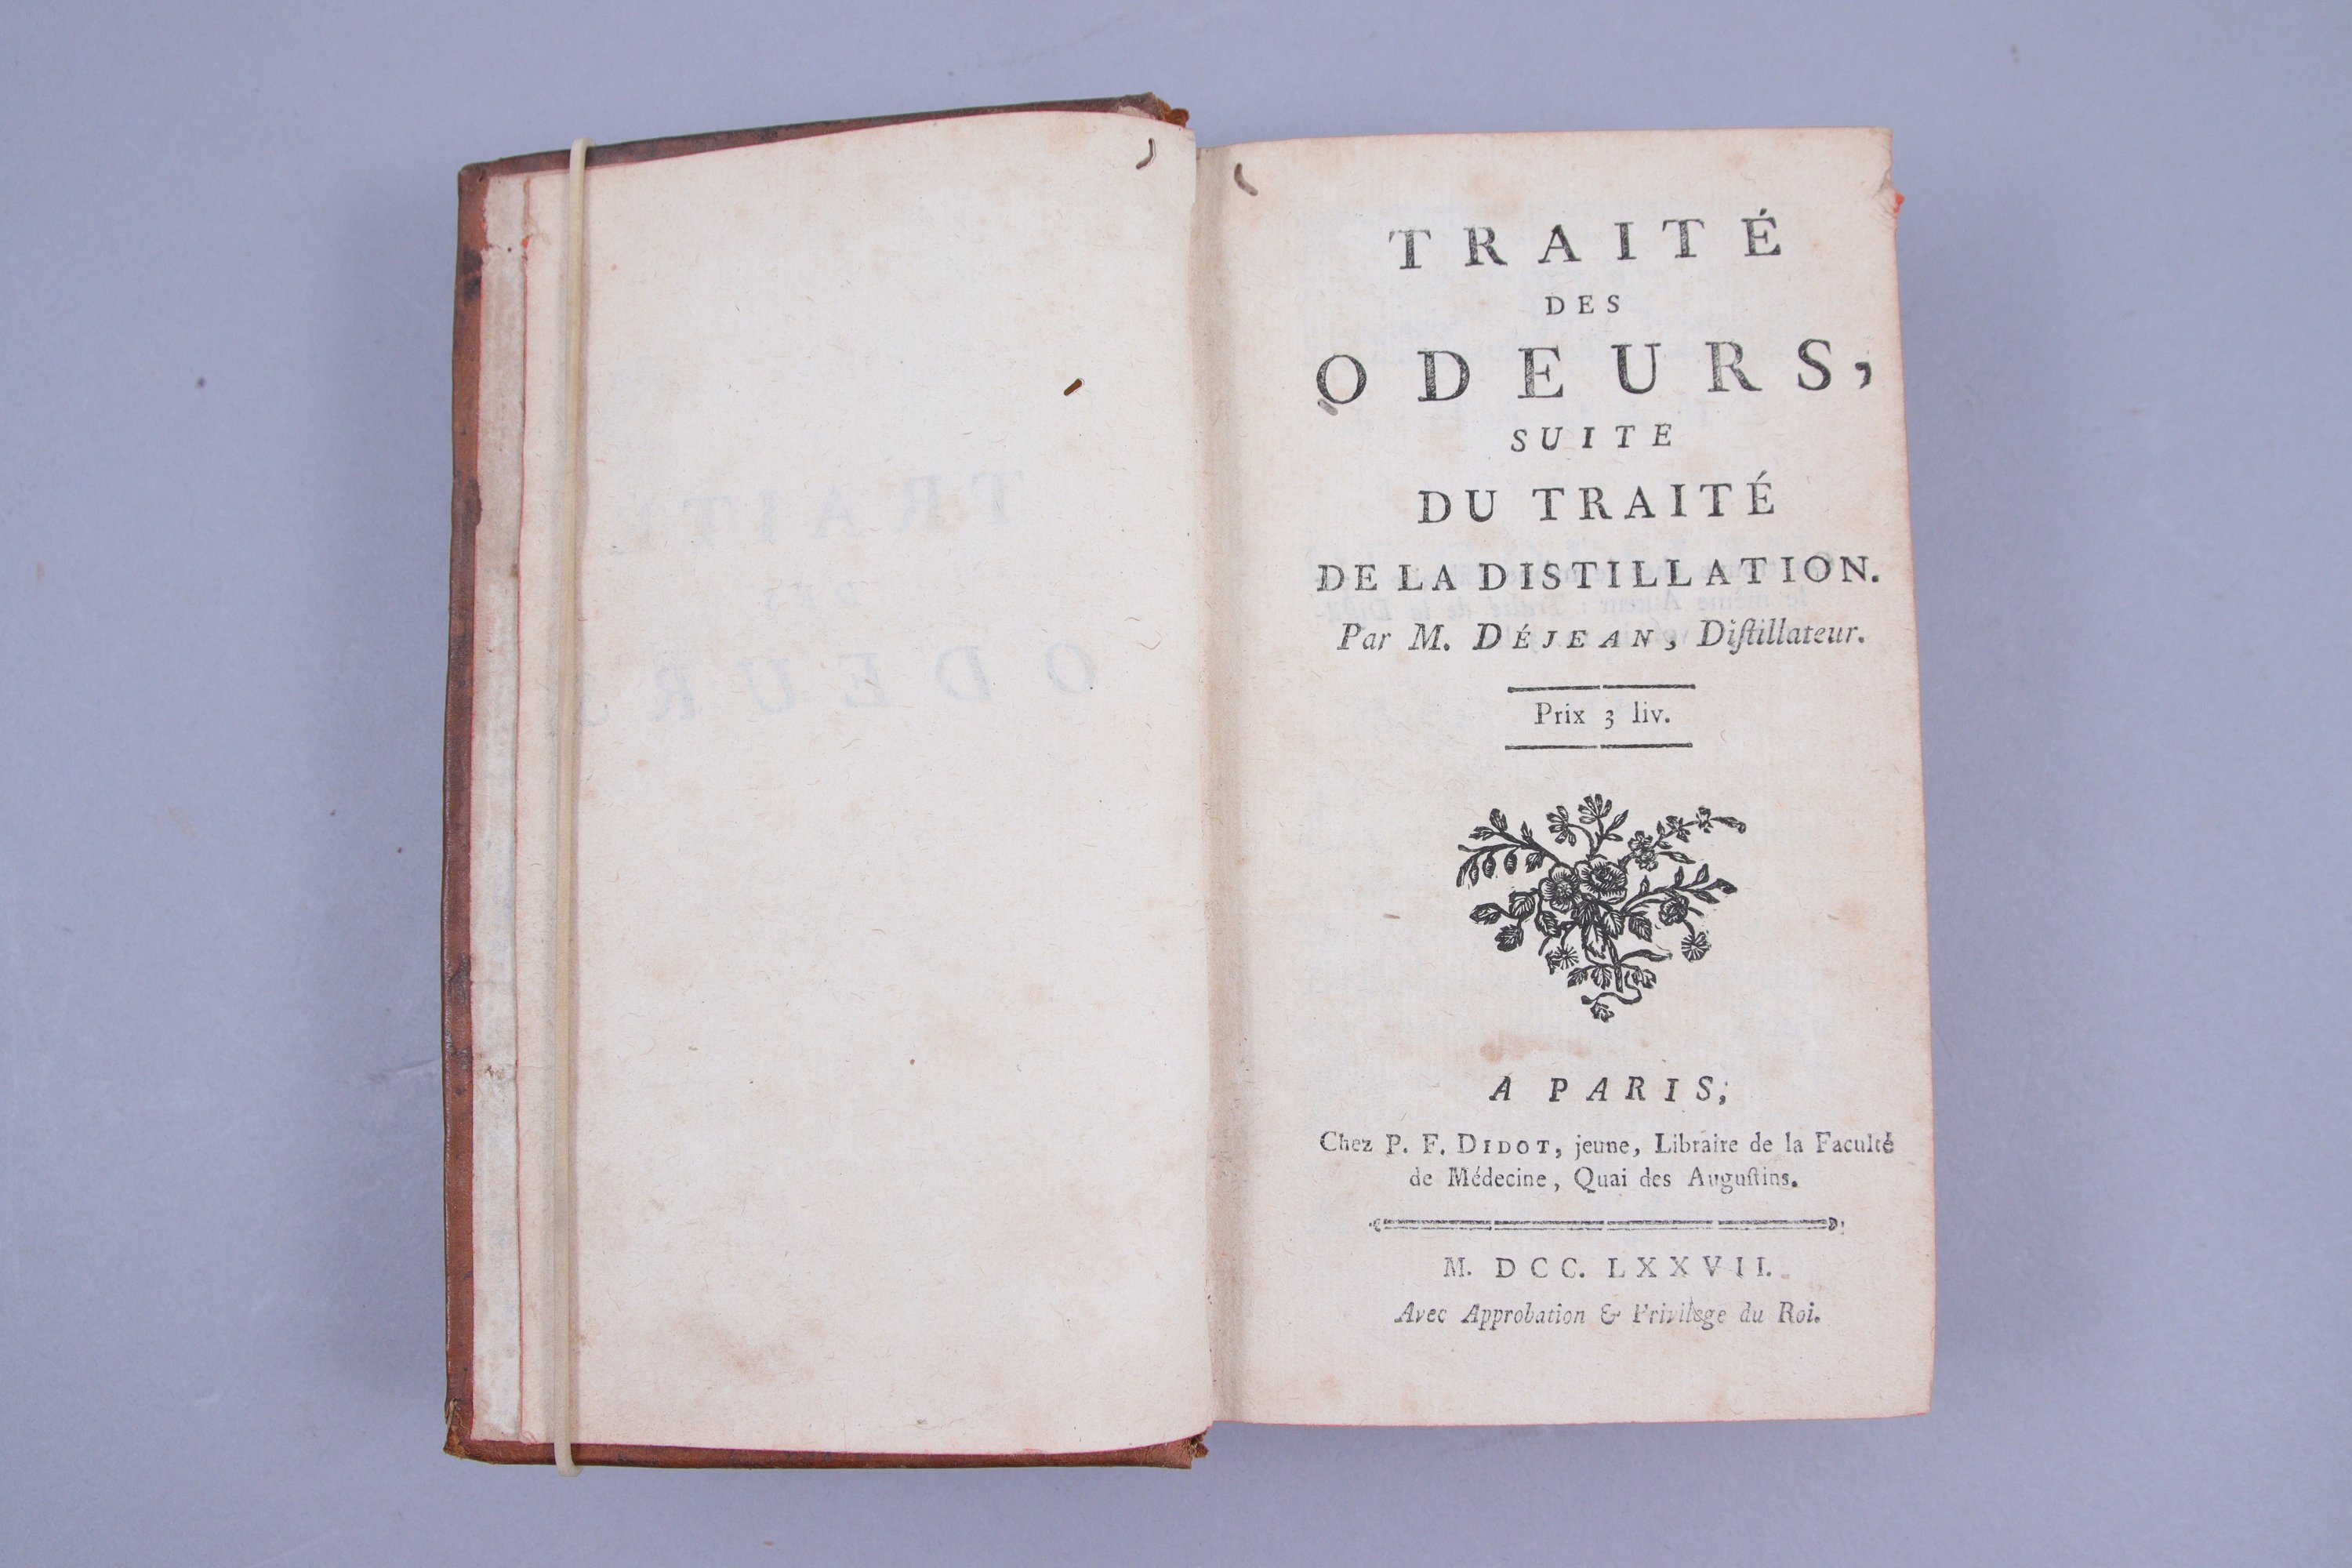 TRAITÉ
DES
ODEURS,
SUITE
DU TRAITÉ
DE LA DISTILLATION.
Par M. DÉJEAN, Diſtillateur.
Prix 3 liv.
A PARIS,
Chez P. F. DIDOT, jeune, Libraire de la Faculté
de Médecine, Quai des Auguſtins.
M. DCC. LXXVII.
Avec Approbation & Privilege du Roi.